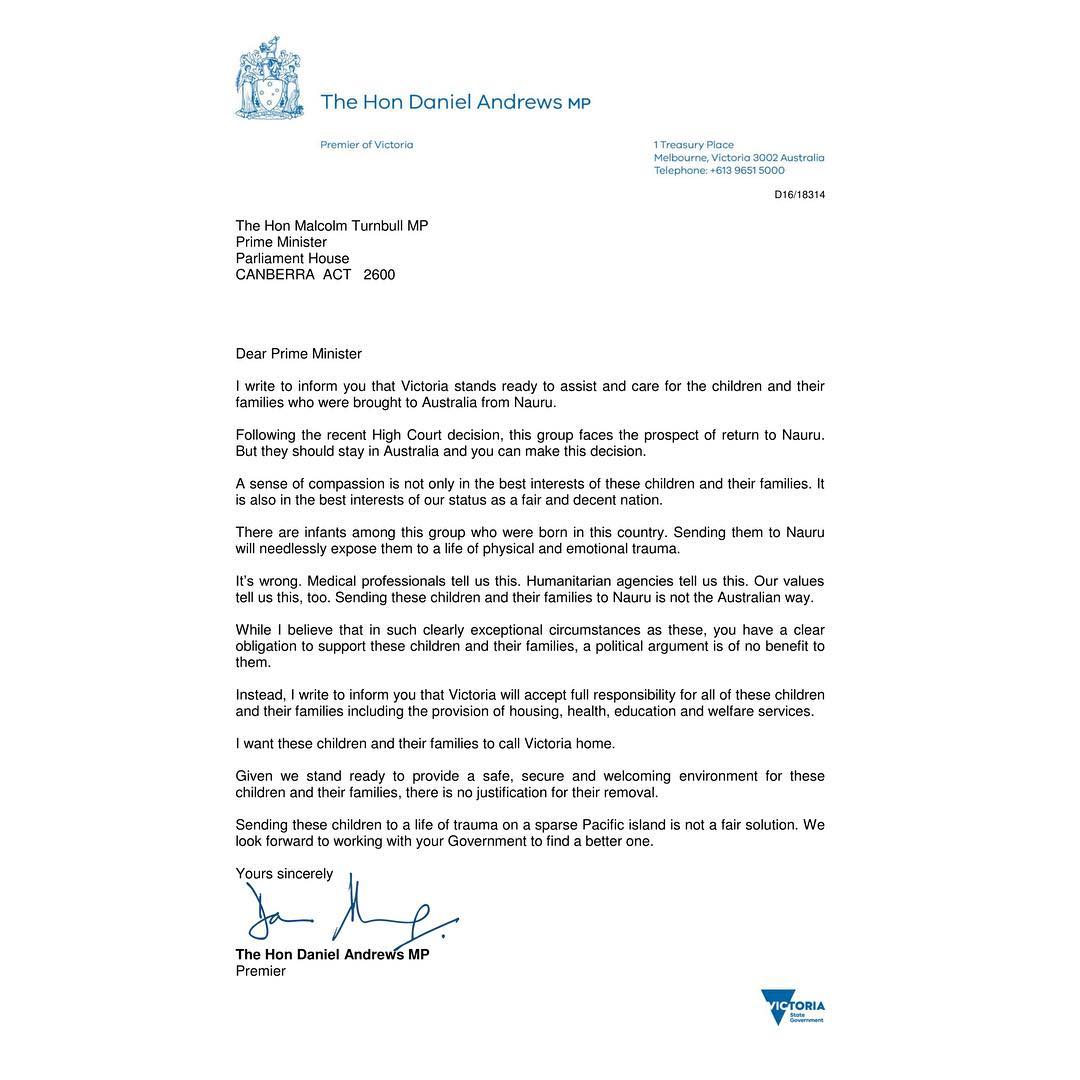 The Hon Daniel Andrews MP
Premier of Victoria
1 Treasury Place
Melbourne, Victoria 3002 Australia
Telephone: +613 9651 5000
D16/18314
The Hon Malcolm Turnbull MP
Prime Minister
Parliament House
CANBERRA ACT 2600
Dear Prime Minister
I write to inform you that Victoria stands ready to assist and care for the children and their
families who were brought to Australia from Nauru.
Following the recent High Court decision, this group faces the prospect of return to Nauru.
But they should stay in Australia and you can make this decision.
A sense of compassion is not only in the best interests of these children and their families. It
is also in the best interests of our status as a fair and decent nation.
There are infants among this group who were born in this country. Sending them to Nauru
will needlessly expose them to a life of physical and emotional trauma.
It's wrong. Medical professionals tell us this. Humanitarian agencies tell us this. Our values
tell us this, too. Sending these children and their families to Nauru is not the Australian way.
While I believe that in such clearly exceptional circumstances as these, you have a clear
obligation to support these children and their families, a political argument is of no benefit to
them.
Instead, I write to inform you that Victoria will accept full responsibility for all of these children
and their families including the provision of housing, health, education and welfare services.
I want these children and their families to call Victoria home.
Given we stand ready to provide a safe, secure and welcoming environment for these
children and their families, there is no justification for their removal.
Sending these children to a life of trauma on a sparse Pacific island is not a fair solution. We
look forward to working with your Government to find a better one.
Yours sincerely
The Hon Daniel Andrews MP
Premier
VICTORIA
State
Government